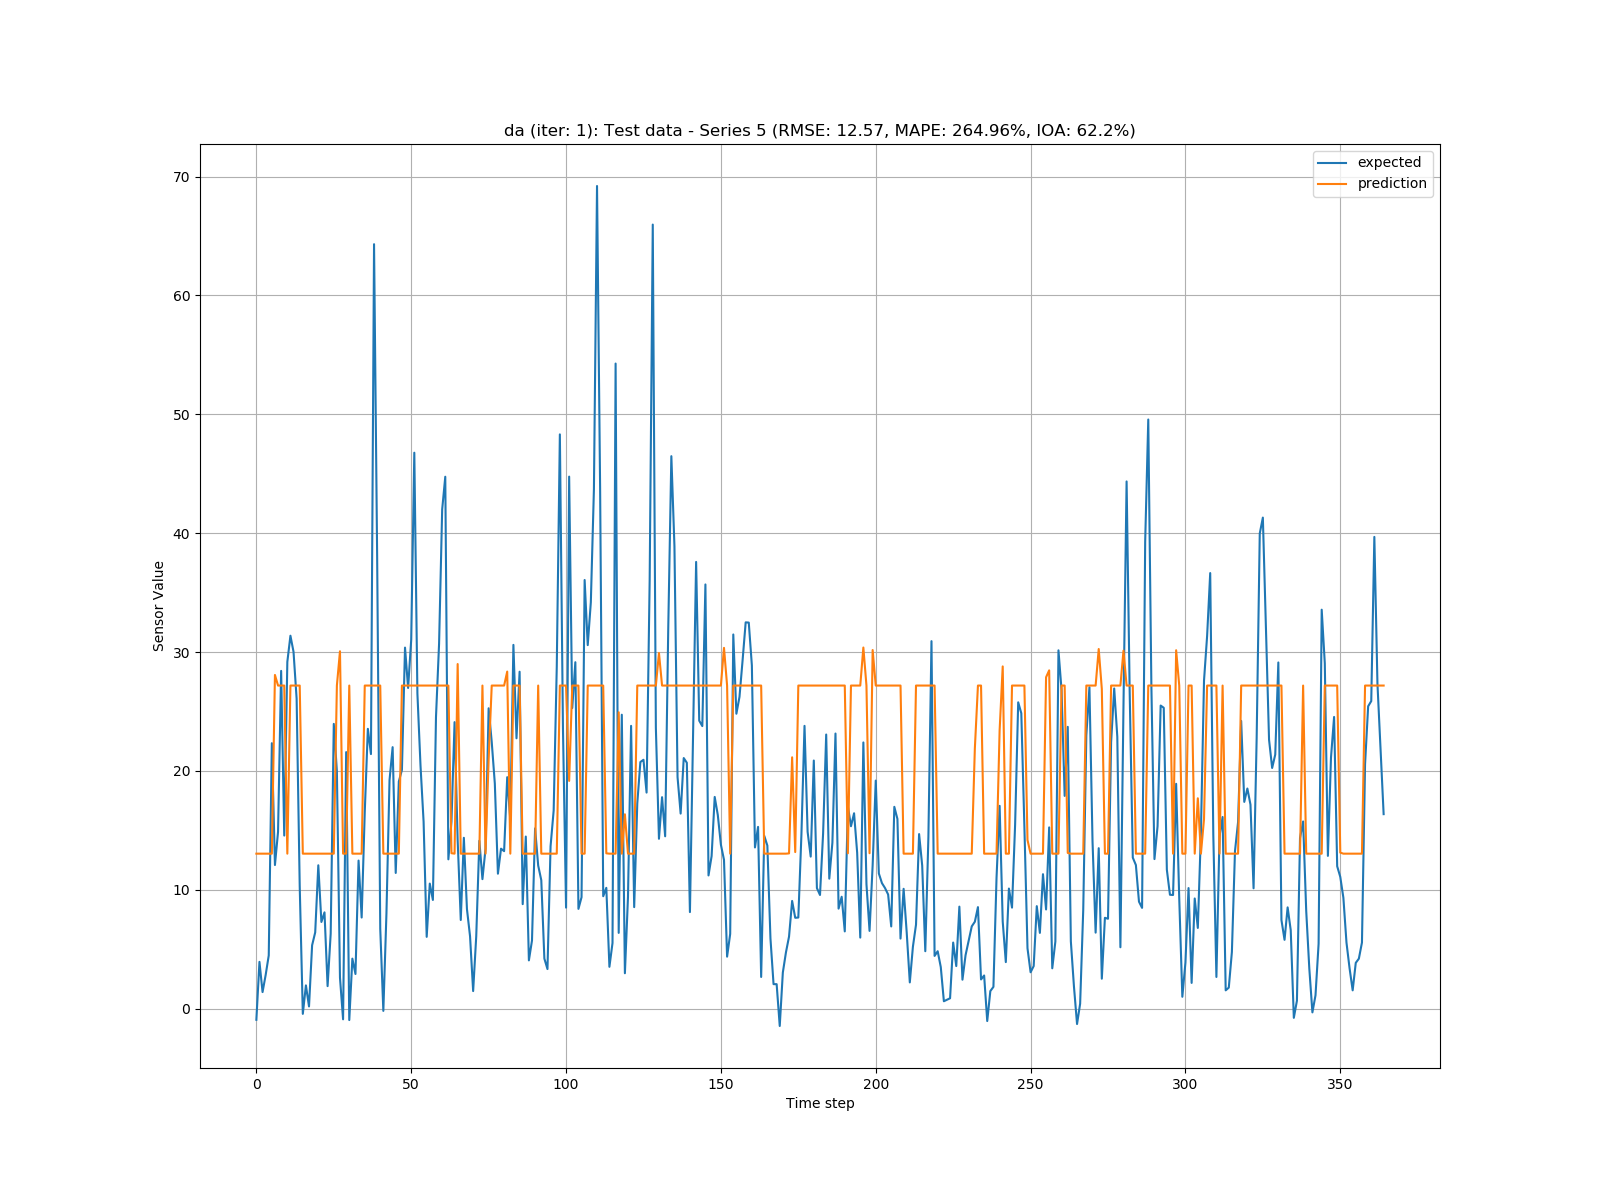 da (iter: 1): Test data - Series 5 (RMSE: 12.57, MAPE: 264.96%, IOA: 62.2%)
expected
prediction
70
60
50
40
30
20
10
0
Sensor Value
0 50 100 150 200 250 300 350
Time step